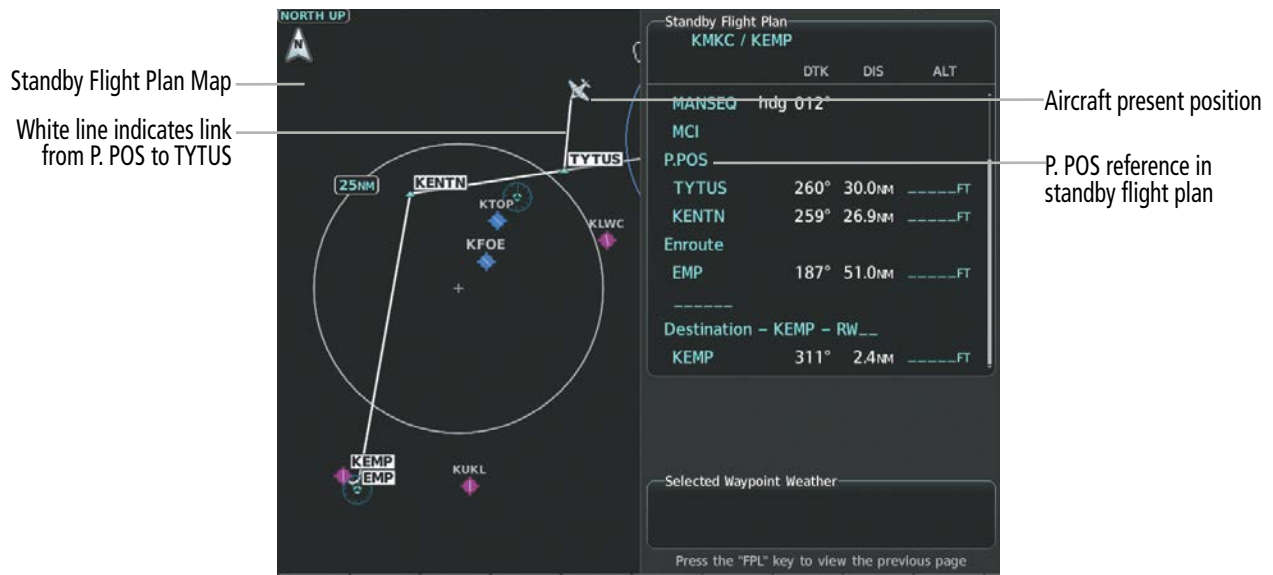 NORTH UP
N
Standby Flight Plan Map
White line indicates link
from P. POS to TYTUS
25NM
KENTN
TYTUS
KTOP
KLWC
KFOE
KEMP
EMP
KUKL
Standby Flight Plan
KMKC / KEMP
DTK DIS ALT
MANSEQ hdg 012°
MCI
P.POS
TYTUS 260° 30.0NM _____FT
KENTN 259° 26.9NM _____FT
Enroute
EMP 187° 51.0NM _____FT
______
Destination – KEMP – RW__
KEMP 311° 2.4NM _____FT
Selected Waypoint Weather
Press the "FPL" key to view the previous page
Aircraft present position
P. POS reference in
standby flight plan